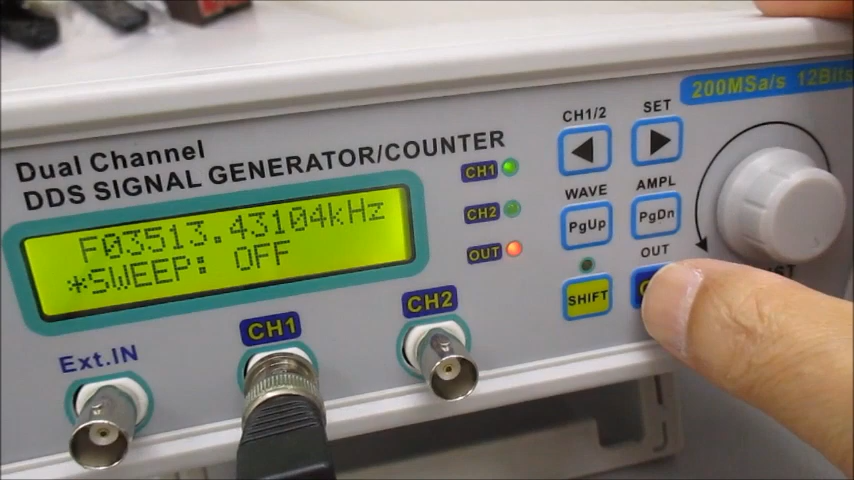 200MSa/s 12Bits
Dual Channel
DDS SIGNAL GENERATOR/COUNTER
F03513.43104kHz
*SWEEP: OFF
CH1
CH2
OUT
CH1/2
SET
WAVE
AMPL
PgUp
PgDn
OUT
SHIFT
Ext.IN
CH1
CH2